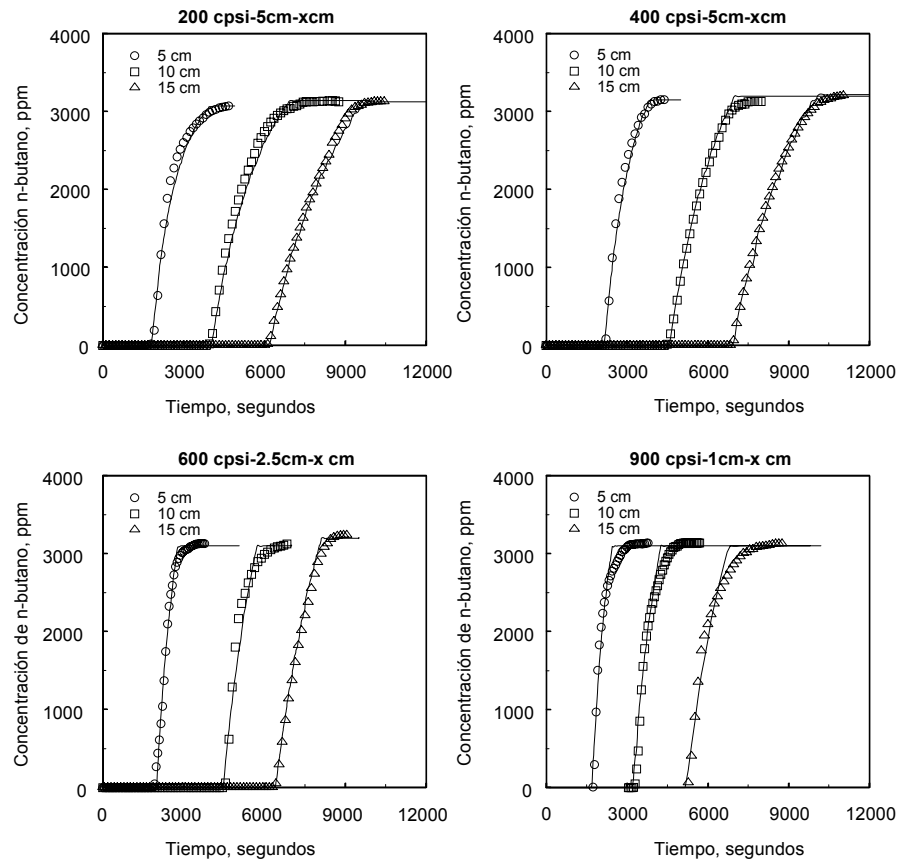 200 cpsi-5cm-xcm
4000
3000
2000
1000
0
Concentración n-butano, ppm
5 cm
10 cm
15 cm
0 3000 6000 9000 12000
Tiempo, segundos
400 cpsi-5cm-xcm
4000
3000
2000
1000
0
Concentración n-butano, ppm
5 cm
10 cm
15 cm
0 3000 6000 9000 12000
Tiempo, segundos
600 cpsi-2.5cm-x cm
4000
3000
2000
1000
0
Concentración de n-butano, ppm
5 cm
10 cm
15 cm
0 3000 6000 9000 12000
Tiempo, segundos
900 cpsi-1cm-x cm
4000
3000
2000
1000
0
Concentración de n-butano, ppm
5 cm
10 cm
15 cm
0 3000 6000 9000 12000
Tiempo, segundos